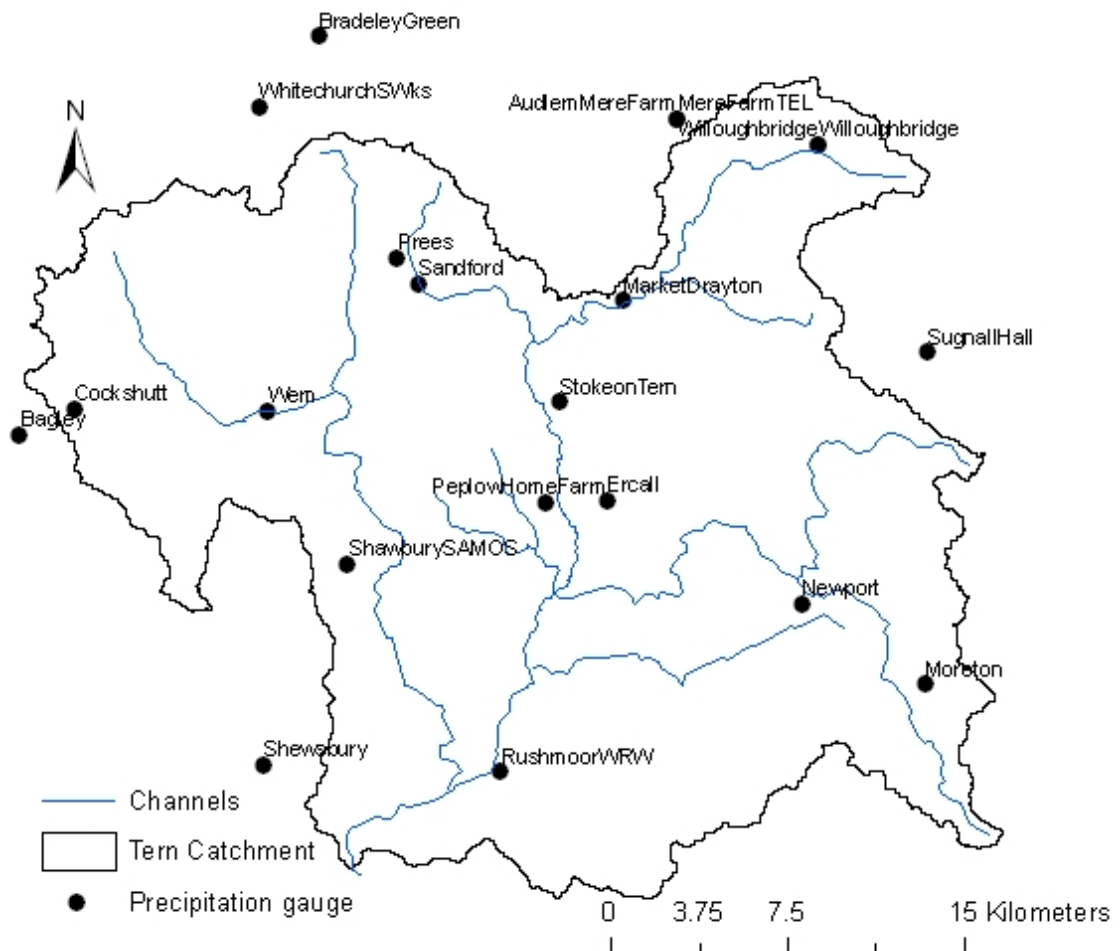 BradeleyGreen
WhitechurchSWks
N
AudlemMereFarmMereFarmTEL
WilloughbridgeWilloughbridge
Prees
Sandford
MarketDrayton
SugnallHall
StokeonTern
Cockshutt
Wem
Bagley
PeplowHomeFarm
Ercall
ShawburySAMOS
Newport
Moreton
Shewsbury
RushmoorWRW
Channels
Tern Catchment
Precipitation gauge
0 3.75 7.5 15 Kilometers